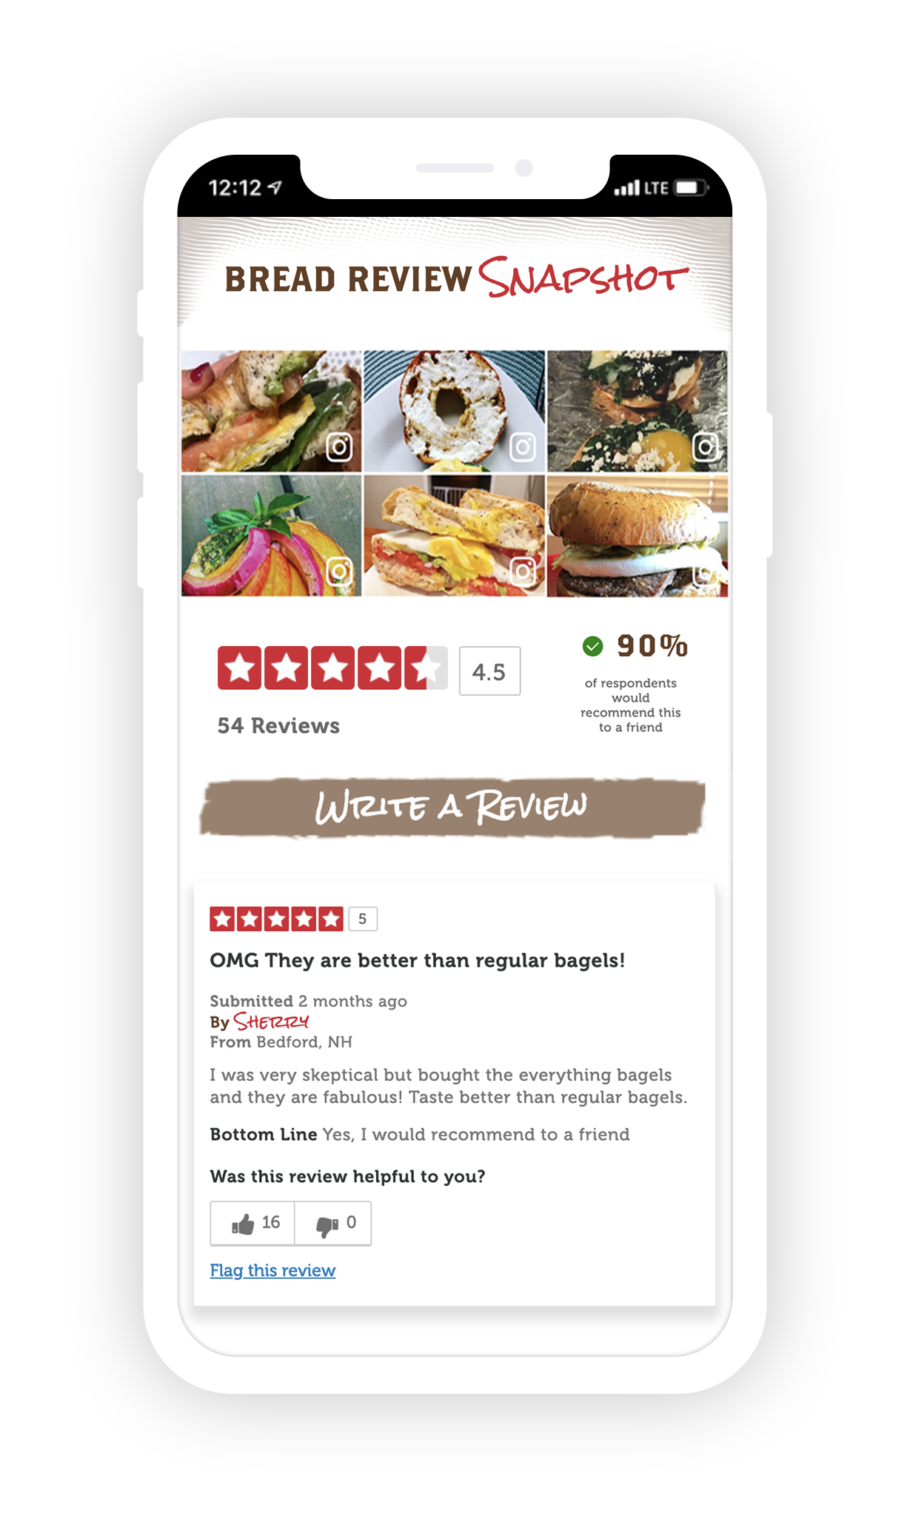 12:12
LTE
BREAD REVIEW SNAPSHOT
4.5
54 Reviews
90%
of respondents
would
recommend this
to a friend
WRITE A REVIEW
5
OMG They are better than regular bagels!
Submitted 2 months ago
By SHERRY
From Bedford, NH
I was very skeptical but bought the everything bagels
and they are fabulous! Taste better than regular bagels.
Bottom Line Yes, I would recommend to a friend
Was this review helpful to you?
16 0
Flag this review